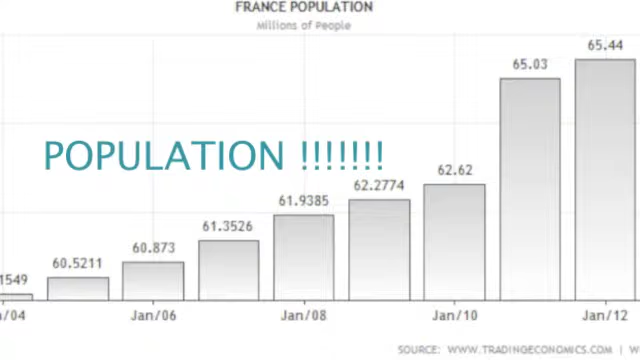 FRANCE POPULATION
Millions of People
65.44
65.03
POPULATION !!!!!!!
62.62
62.2774
61.9385
61.3526
60.873
60.5211
1549
/04 Jan/06 Jan/08 Jan/10 Jan/12
SOURCE: WWW.TRADINGECONOMICS.COM | W